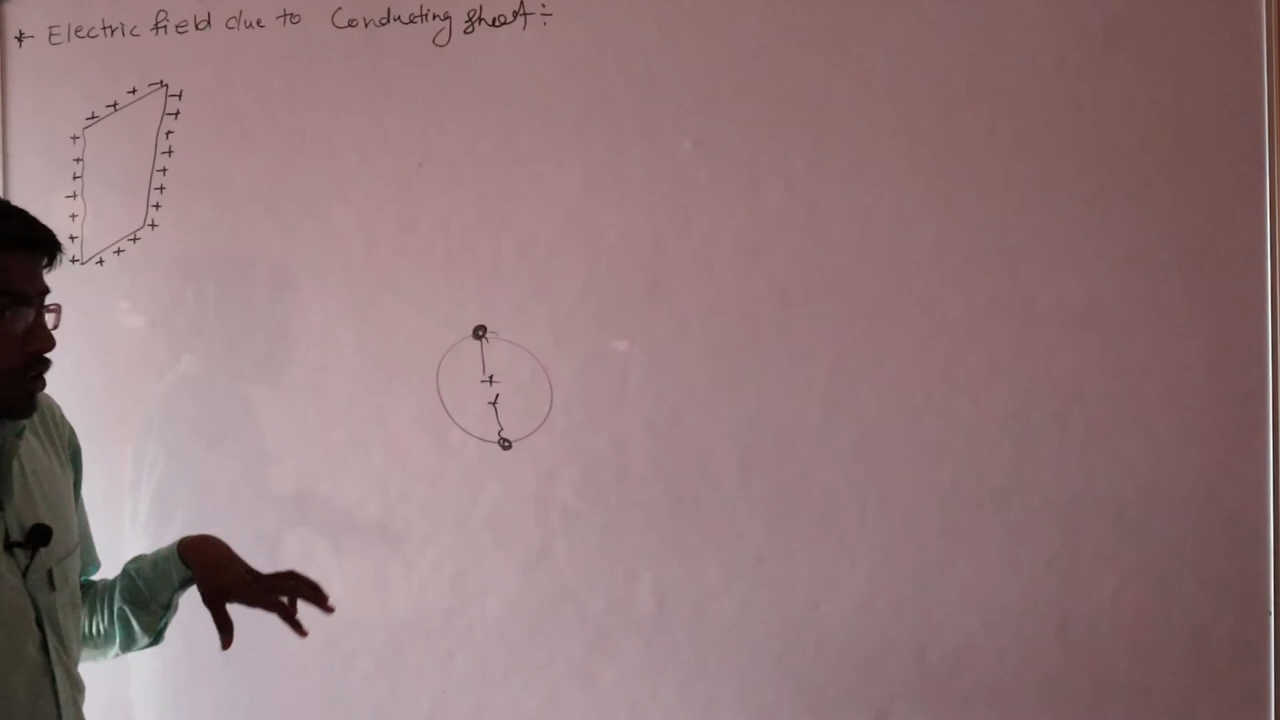 * Electric field due to Conducting sheet :-